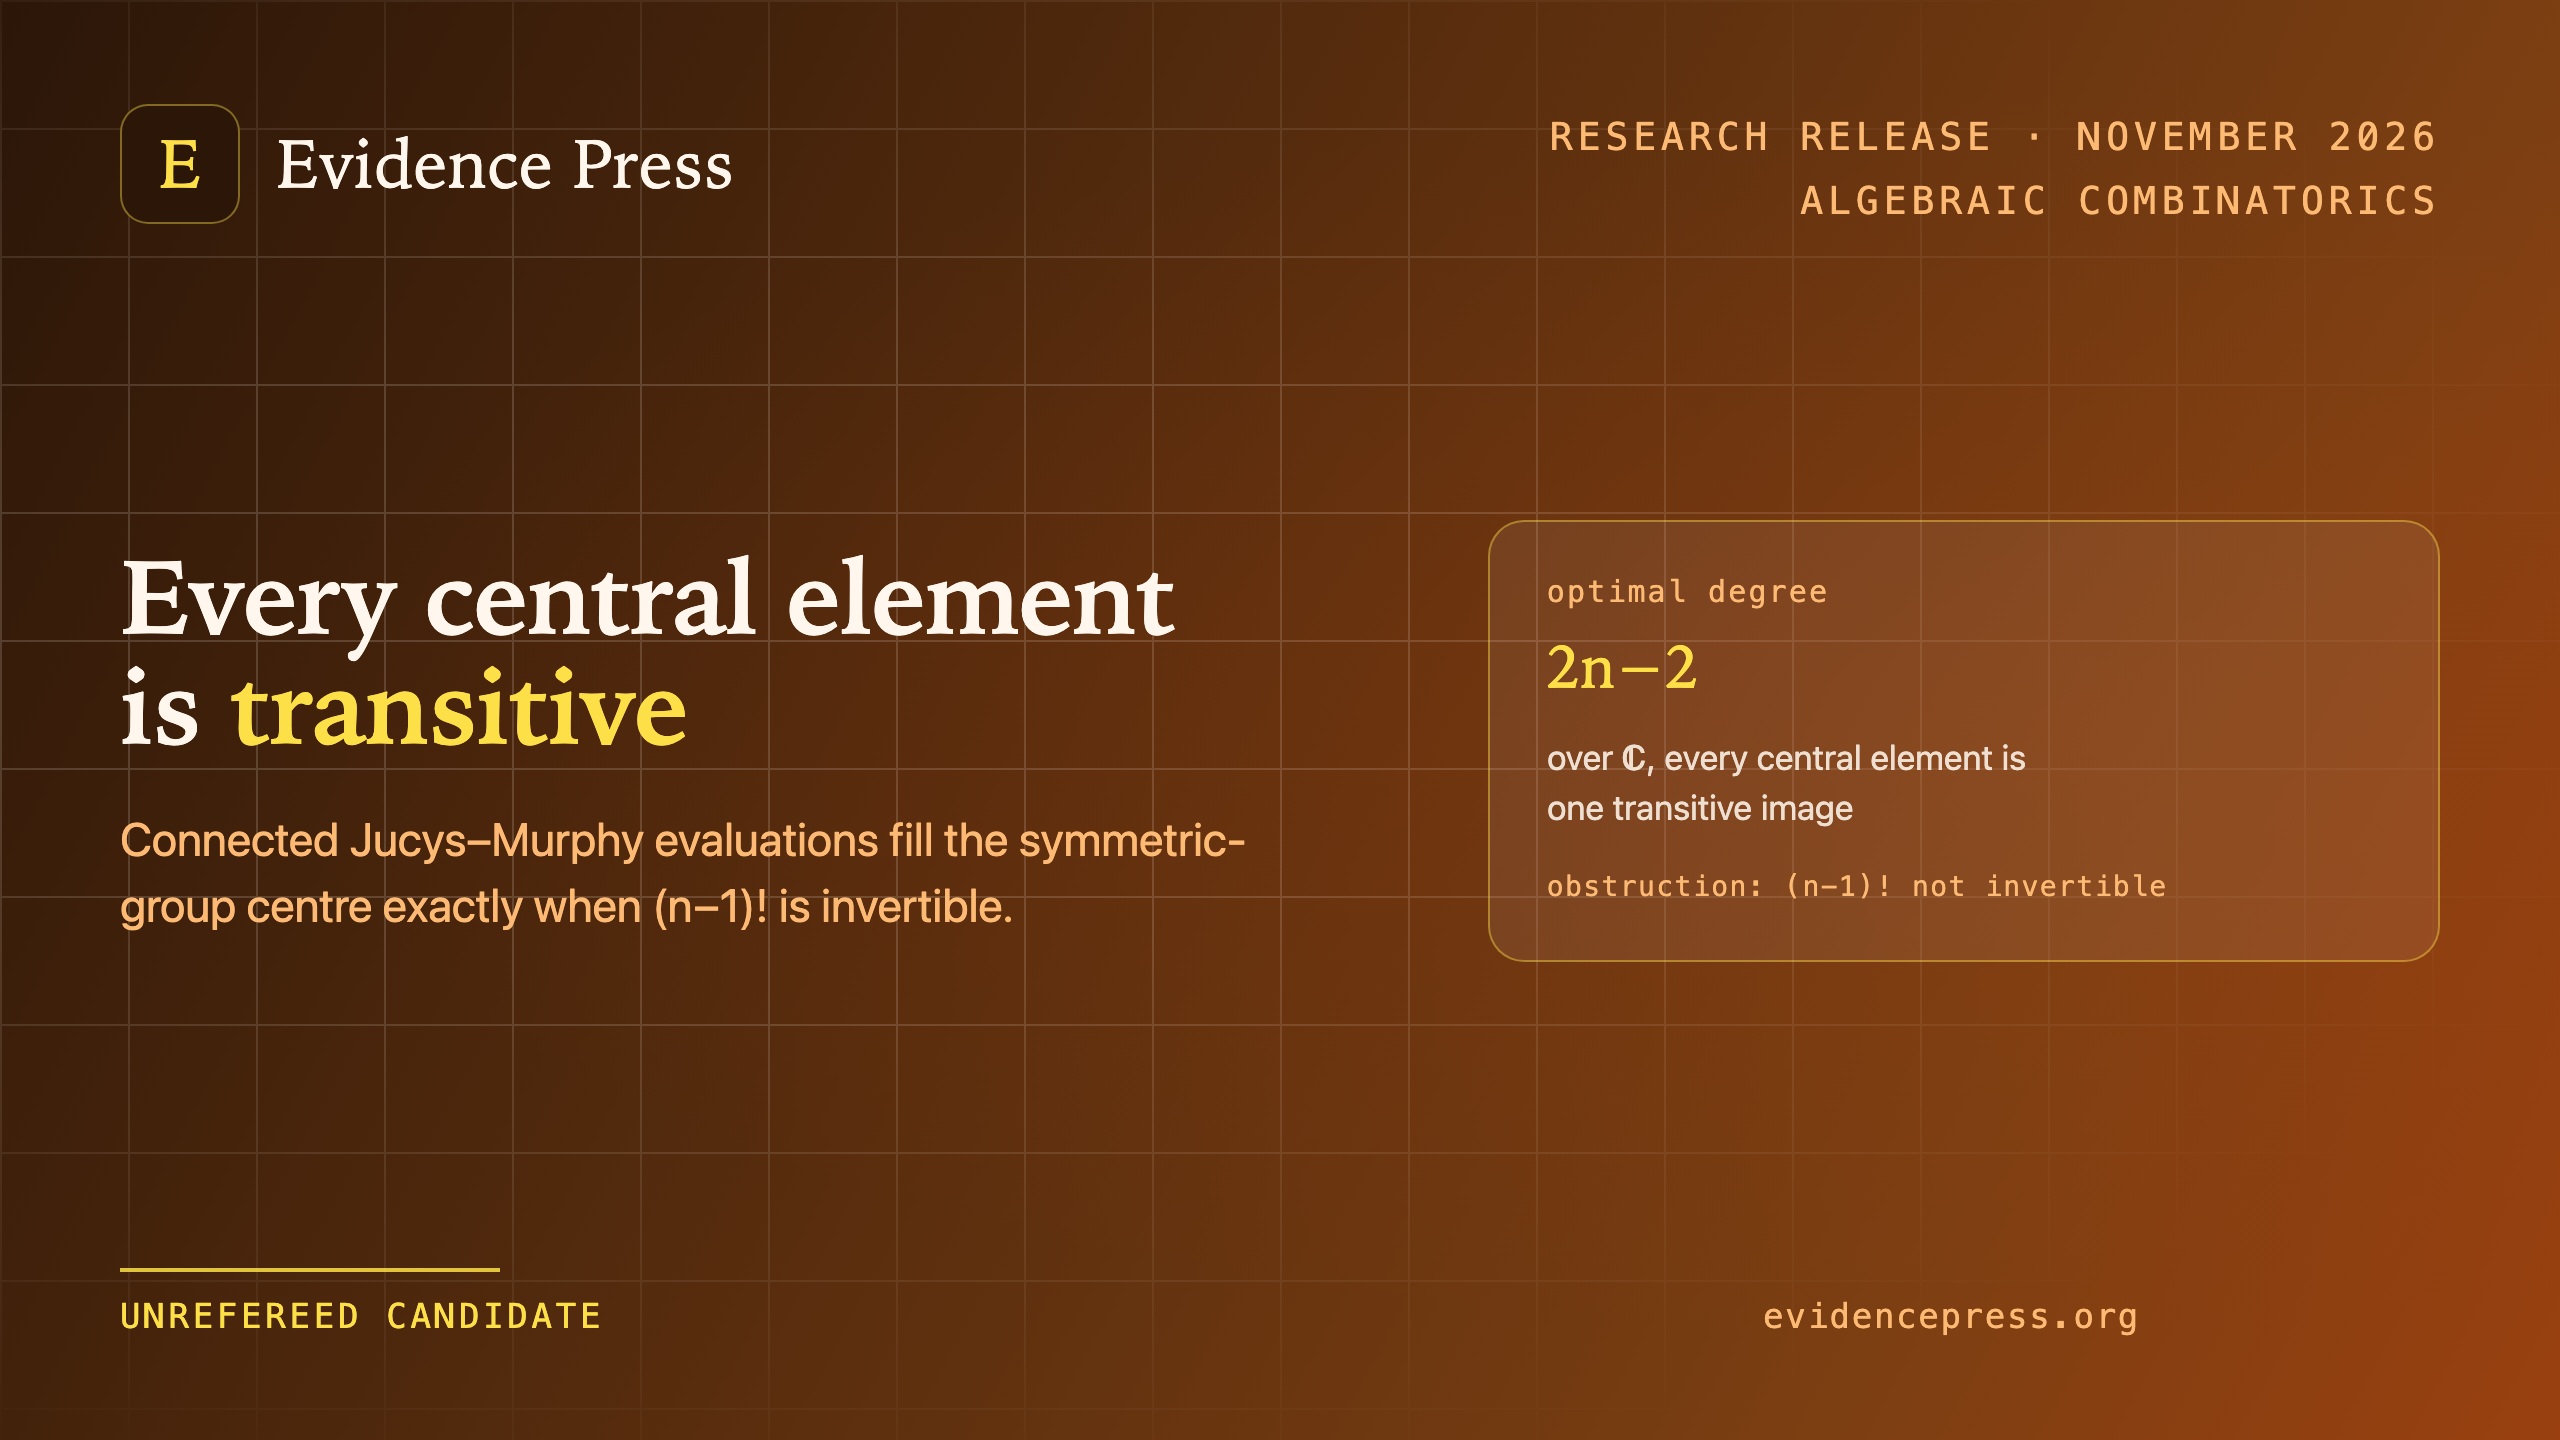 E Evidence Press
RESEARCH RELEASE · NOVEMBER 2026
ALGEBRAIC COMBINATORICS
Every central element
is transitive
Connected Jucys–Murphy evaluations fill the symmetric-
group centre exactly when (n−1)! is invertible.
optimal degree
2n−2
over ℂ, every central element is
one transitive image
obstruction: (n−1)! not invertible
UNREFEREED CANDIDATE
evidencepress.org